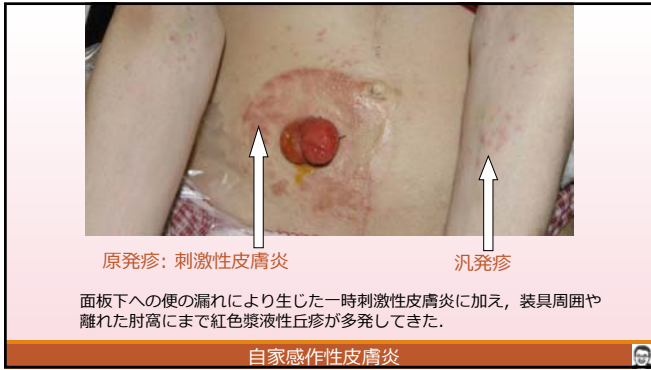 原発疹: 刺激性皮膚炎
汎発疹
面板下への便の漏れにより生じた一時刺激性皮膚炎に加え，装具周囲や
離れた肘窩にまで紅色漿液性丘疹が多発してきた．
自家感作性皮膚炎